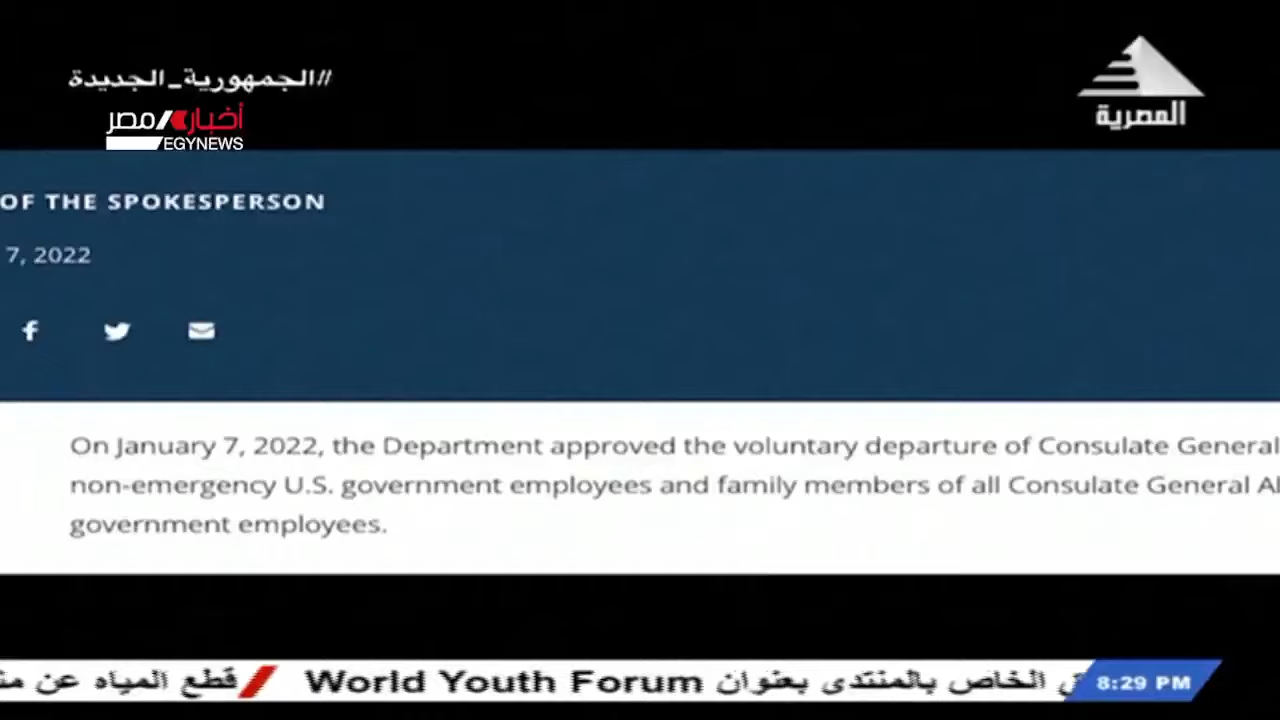 #الجمهورية_الجديدة
أخبار مصر
EGYNEWS
المصرية
OF THE SPOKESPERSON
7, 2022
On January 7, 2022, the Department approved the voluntary departure of Consulate General
non-emergency U.S. government employees and family members of all Consulate General Al
government employees.
الخاص بالمنتدى بعنوان World Youth Forum قطع المياه عن
8:29 PM